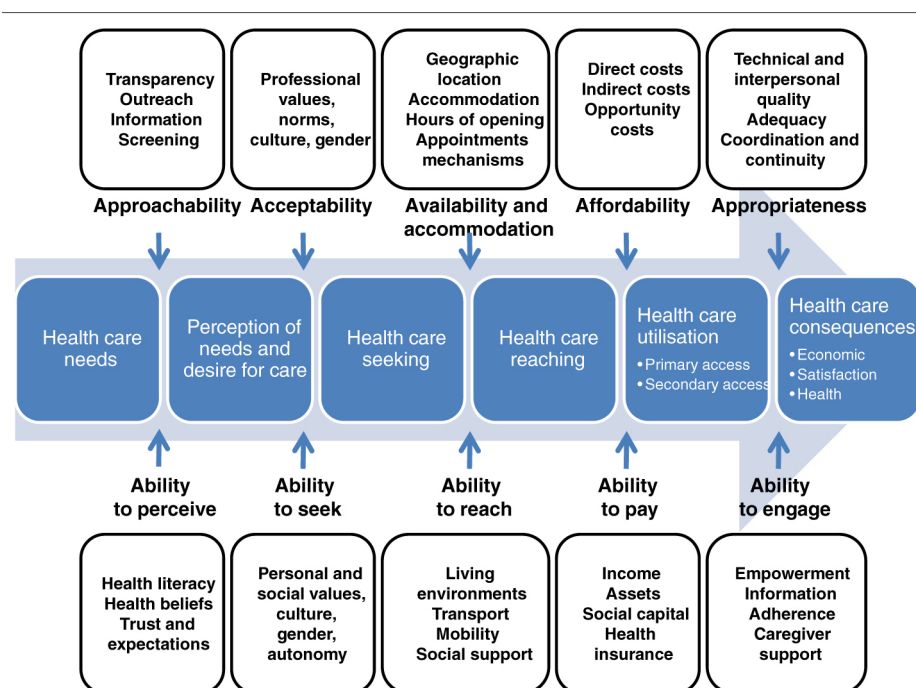 Transparency
Outreach
Information
Screening
Professional
values,
norms,
culture, gender
Geographic
location
Accommodation
Hours of opening
Appointments
mechanisms
Direct costs
Indirect costs
Opportunity
costs
Technical and
interpersonal
quality
Adequacy
Coordination and
continuity
Approachability
Acceptability
Availability and
accommodation
Affordability
Appropriateness
Health care
needs
Perception of
needs and
desire for care
Health care
seeking
Health care
reaching
Health care
utilisation
• Primary access
• Secondary access
Health care
consequences
• Economic
• Satisfaction
• Health
Ability
to perceive
Ability
to seek
Ability
to reach
Ability
to pay
Ability
to engage
Health literacy
Health beliefs
Trust and
expectations
Personal and
social values,
culture,
gender,
autonomy
Living
environments
Transport
Mobility
Social support
Income
Assets
Social capital
Health
insurance
Empowerment
Information
Adherence
Caregiver
support